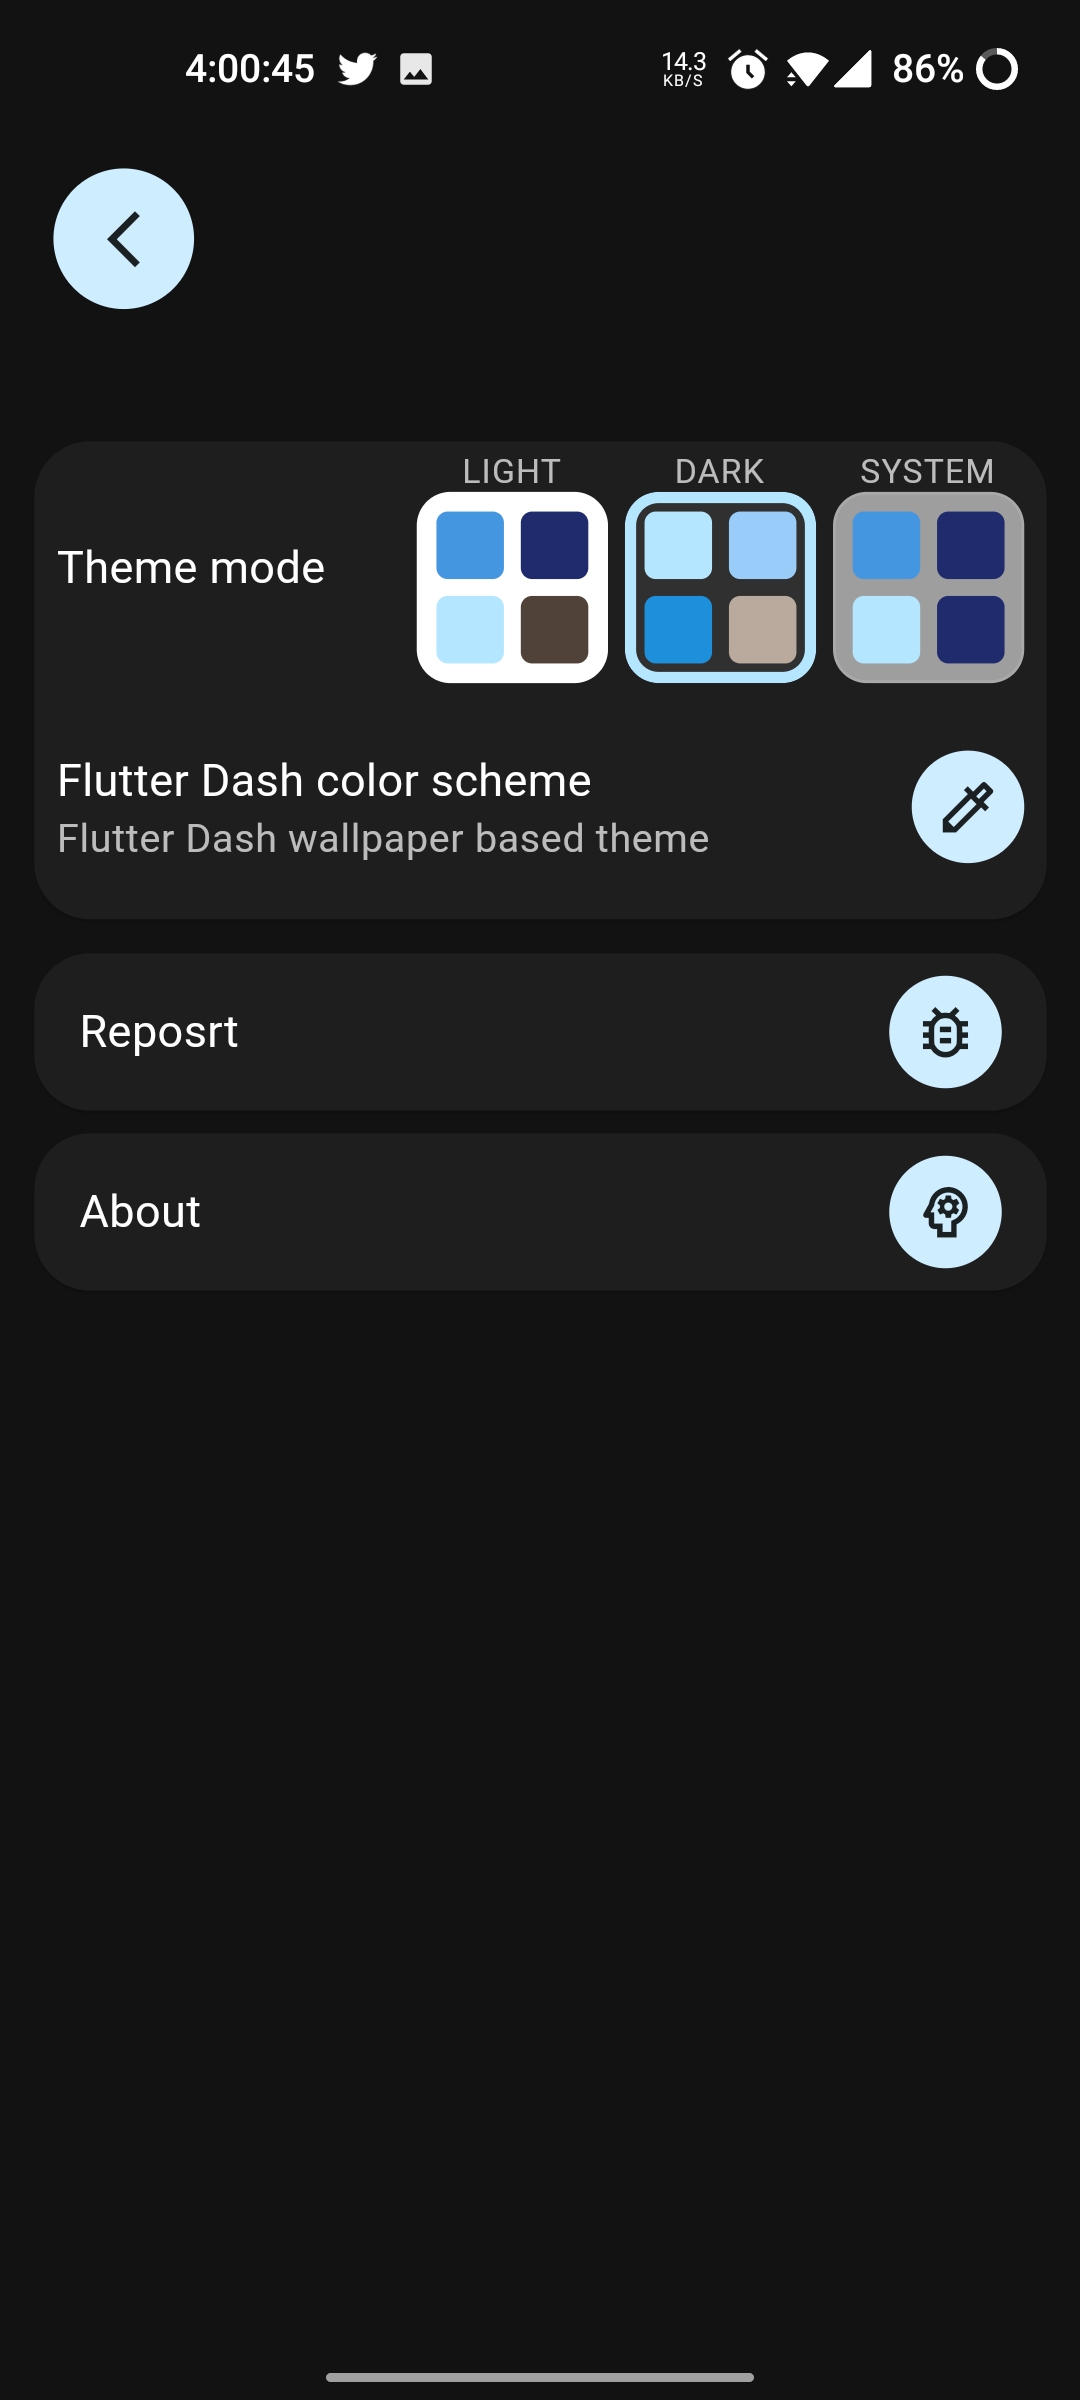 4:00:45 14.3 KB/S 86%
LIGHT DARK SYSTEM
Theme mode
Flutter Dash color scheme
Flutter Dash wallpaper based theme
Reposrt
About